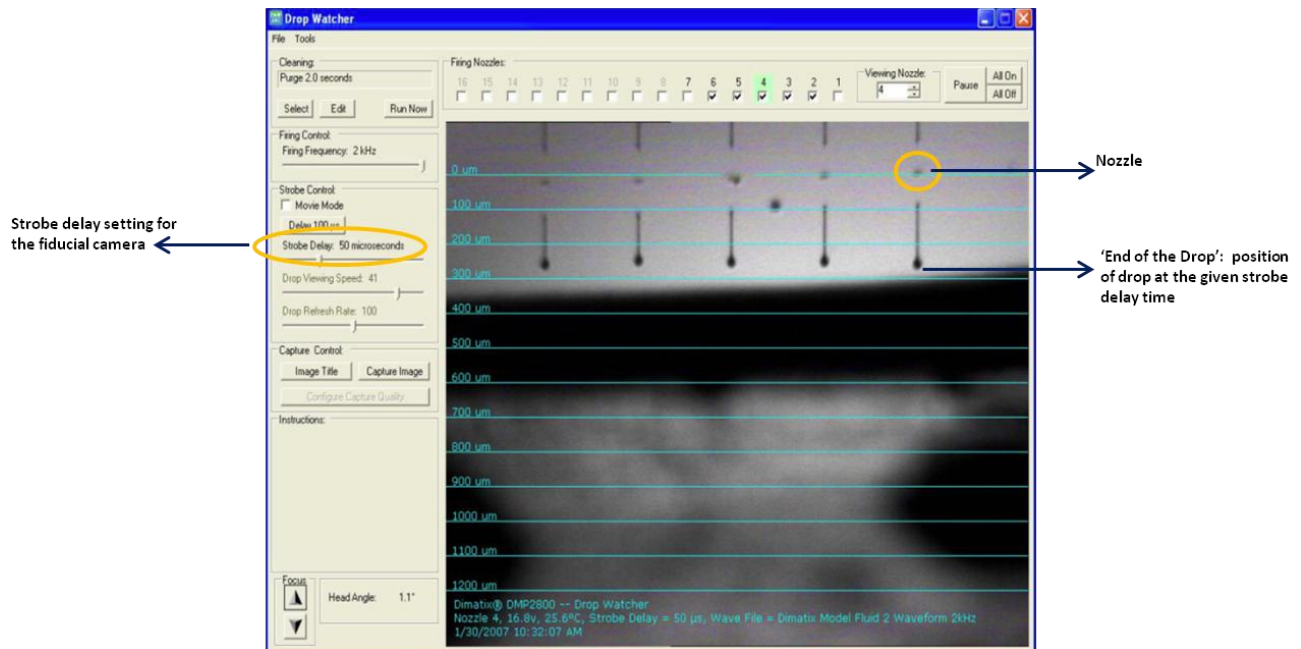 Drop Watcher
File Tools
Cleaning:
Purge 2.0 seconds
Select Edit Run Now
Firing Control:
Firing Frequency: 2 kHz
Strobe Control:
Movie Mode
Delay 100 µs
Strobe Delay: 50 microseconds
Drop Viewing Speed: 41
Drop Refresh Rate: 100
Capture Control:
Image Title Capture Image
Configure Capture Quality
Instructions:
Focus
Head Angle: 1.1°
Firing Nozzles:
16 15 14 13 12 11 10 9 8 7 6 5 4 3 2 1
Viewing Nozzle:
4
Pause
All On
All Off
0 um
100 um
200 um
300 um
400 um
500 um
600 um
700 um
800 um
900 um
1000 um
1100 um
1200 um
Dimatix® DMP2800 -- Drop Watcher
Nozzle 4, 16.8v, 25.6ºC, Strobe Delay = 50 µs, Wave File = Dimatix Model Fluid 2 Waveform 2kHz
1/30/2007 10:32:07 AM
Strobe delay setting for
the fiducial camera
Nozzle
‘End of the Drop’: position
of drop at the given strobe
delay time